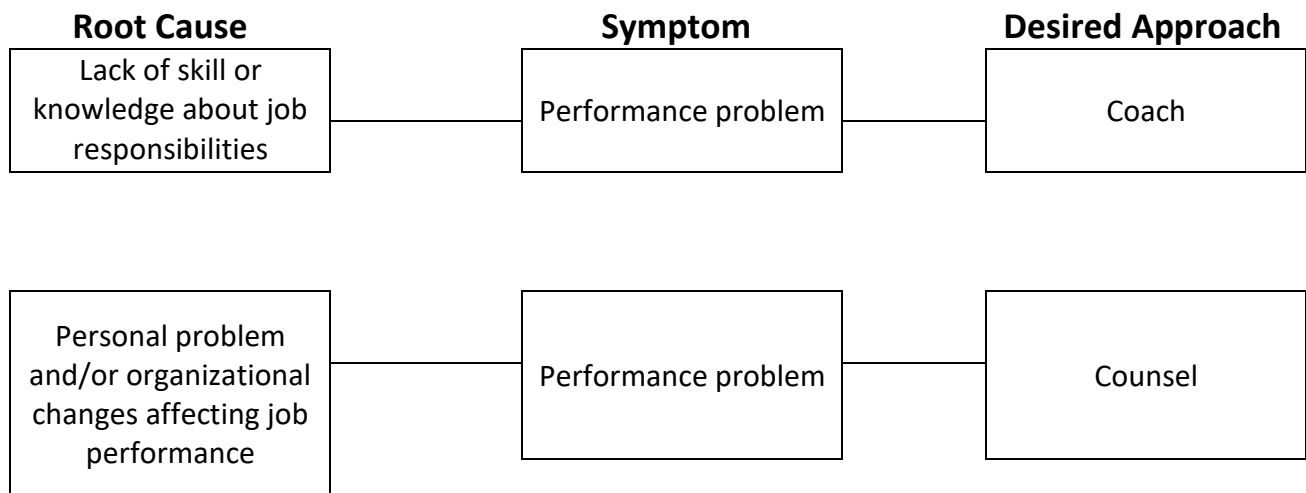 Root Cause Symptom Desired Approach
Lack of skill or
knowledge about job
responsibilities
Performance problem
Coach
Personal problem
and/or organizational
changes affecting job
performance
Performance problem
Counsel